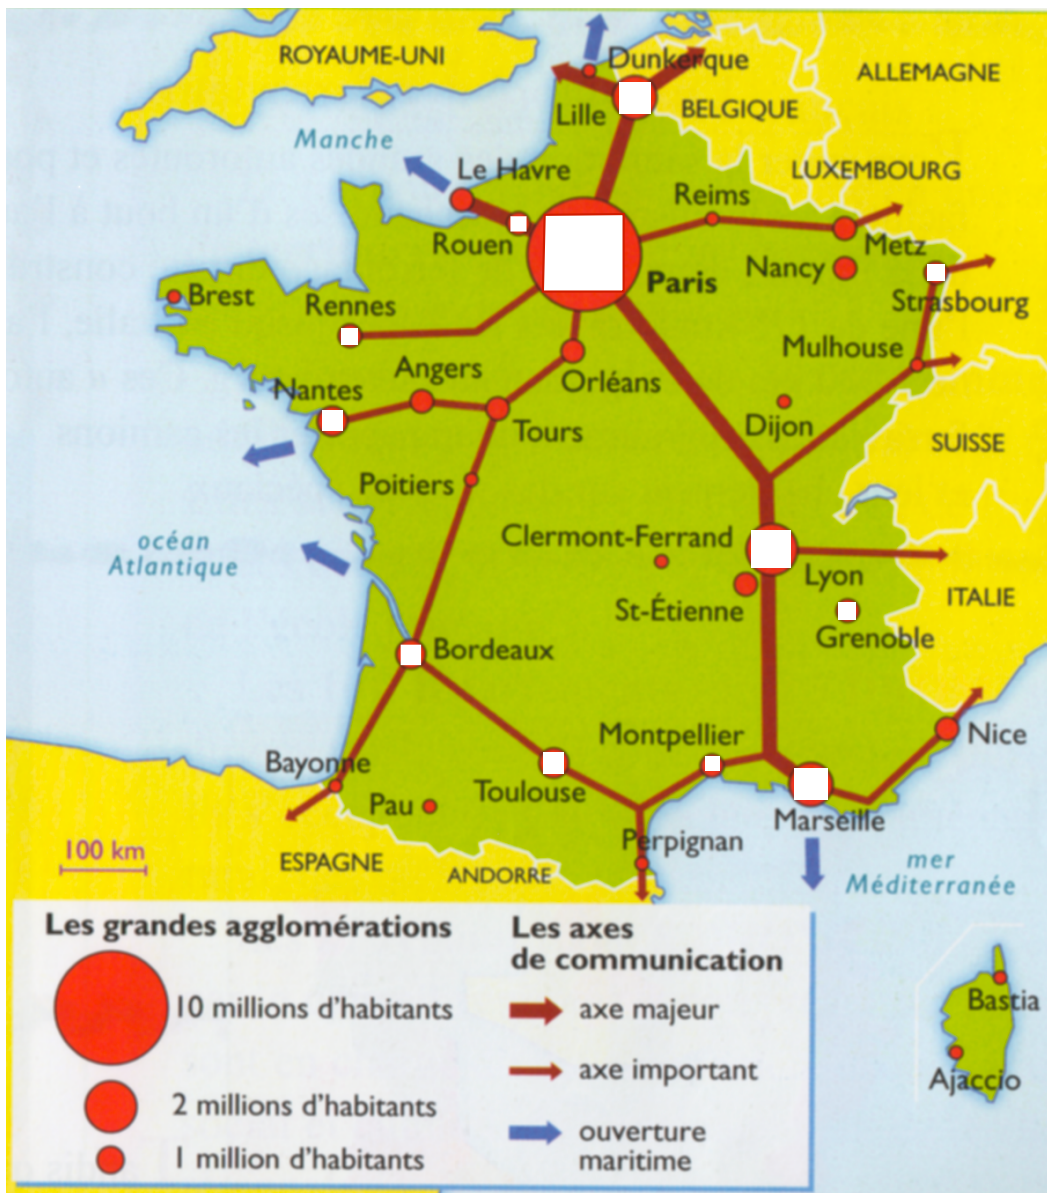 ROYAUME-UNI
Dunkerque
ALLEMAGNE
Lille
BELGIQUE
Manche
Le Havre
LUXEMBOURG
Reims
Rouen
Metz
Nancy
Paris
Brest
Rennes
Strasbourg
Mulhouse
Angers
Orléans
Nantes
Dijon
Tours
SUISSE
Poitiers
océan
Atlantique
Clermont-Ferrand
Lyon
ITALIE
St-Étienne
Grenoble
Bordeaux
Montpellier
Nice
Bayonne
Toulouse
Pau
Marseille
Perpignan
100 km
ESPAGNE
ANDORRE
mer
Méditerranée
Les grandes agglomérations
10 millions d'habitants
2 millions d'habitants
1 million d'habitants
Les axes
de communication
axe majeur
axe important
ouverture
maritime
Bastia
Ajaccio